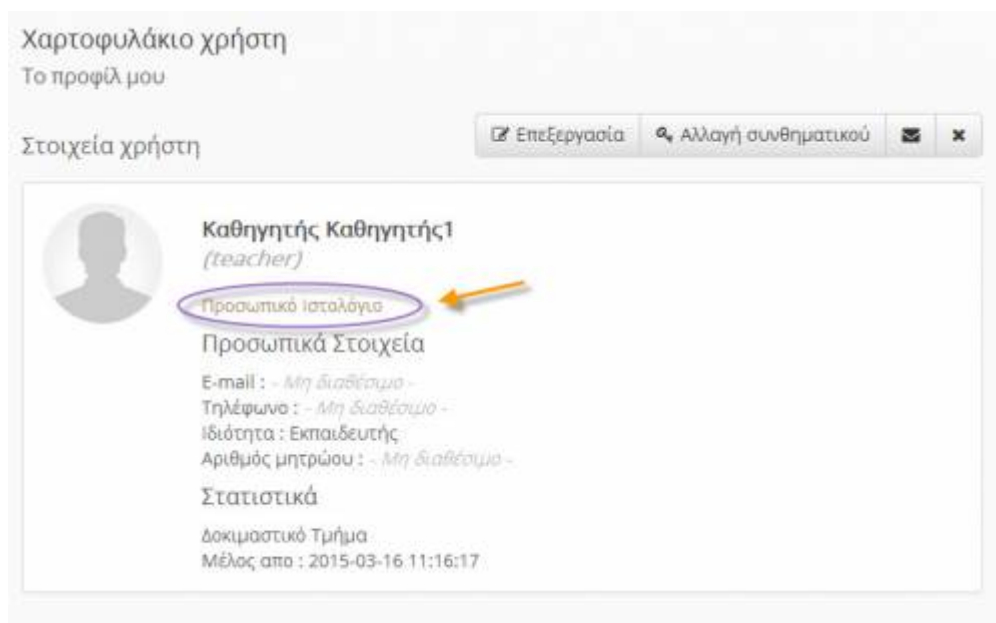 Χαρτοφυλάκιο χρήστη
Το προφίλ μου
Στοιχεία χρήστη
Επεξεργασία Αλλαγή συνθηματικού
Καθηγητής Καθηγητής1
(teacher)
Προσωπικό Ιστολόγιο
Προσωπικά Στοιχεία
E-mail : - Μη διαθέσιμο -
Τηλέφωνο : - Μη διαθέσιμο -
Ιδιότητα : Εκπαιδευτής
Αριθμός μητρώου : - Μη διαθέσιμο -
Στατιστικά
Δοκιμαστικό Τμήμα
Μέλος απο : 2015-03-16 11:16:17